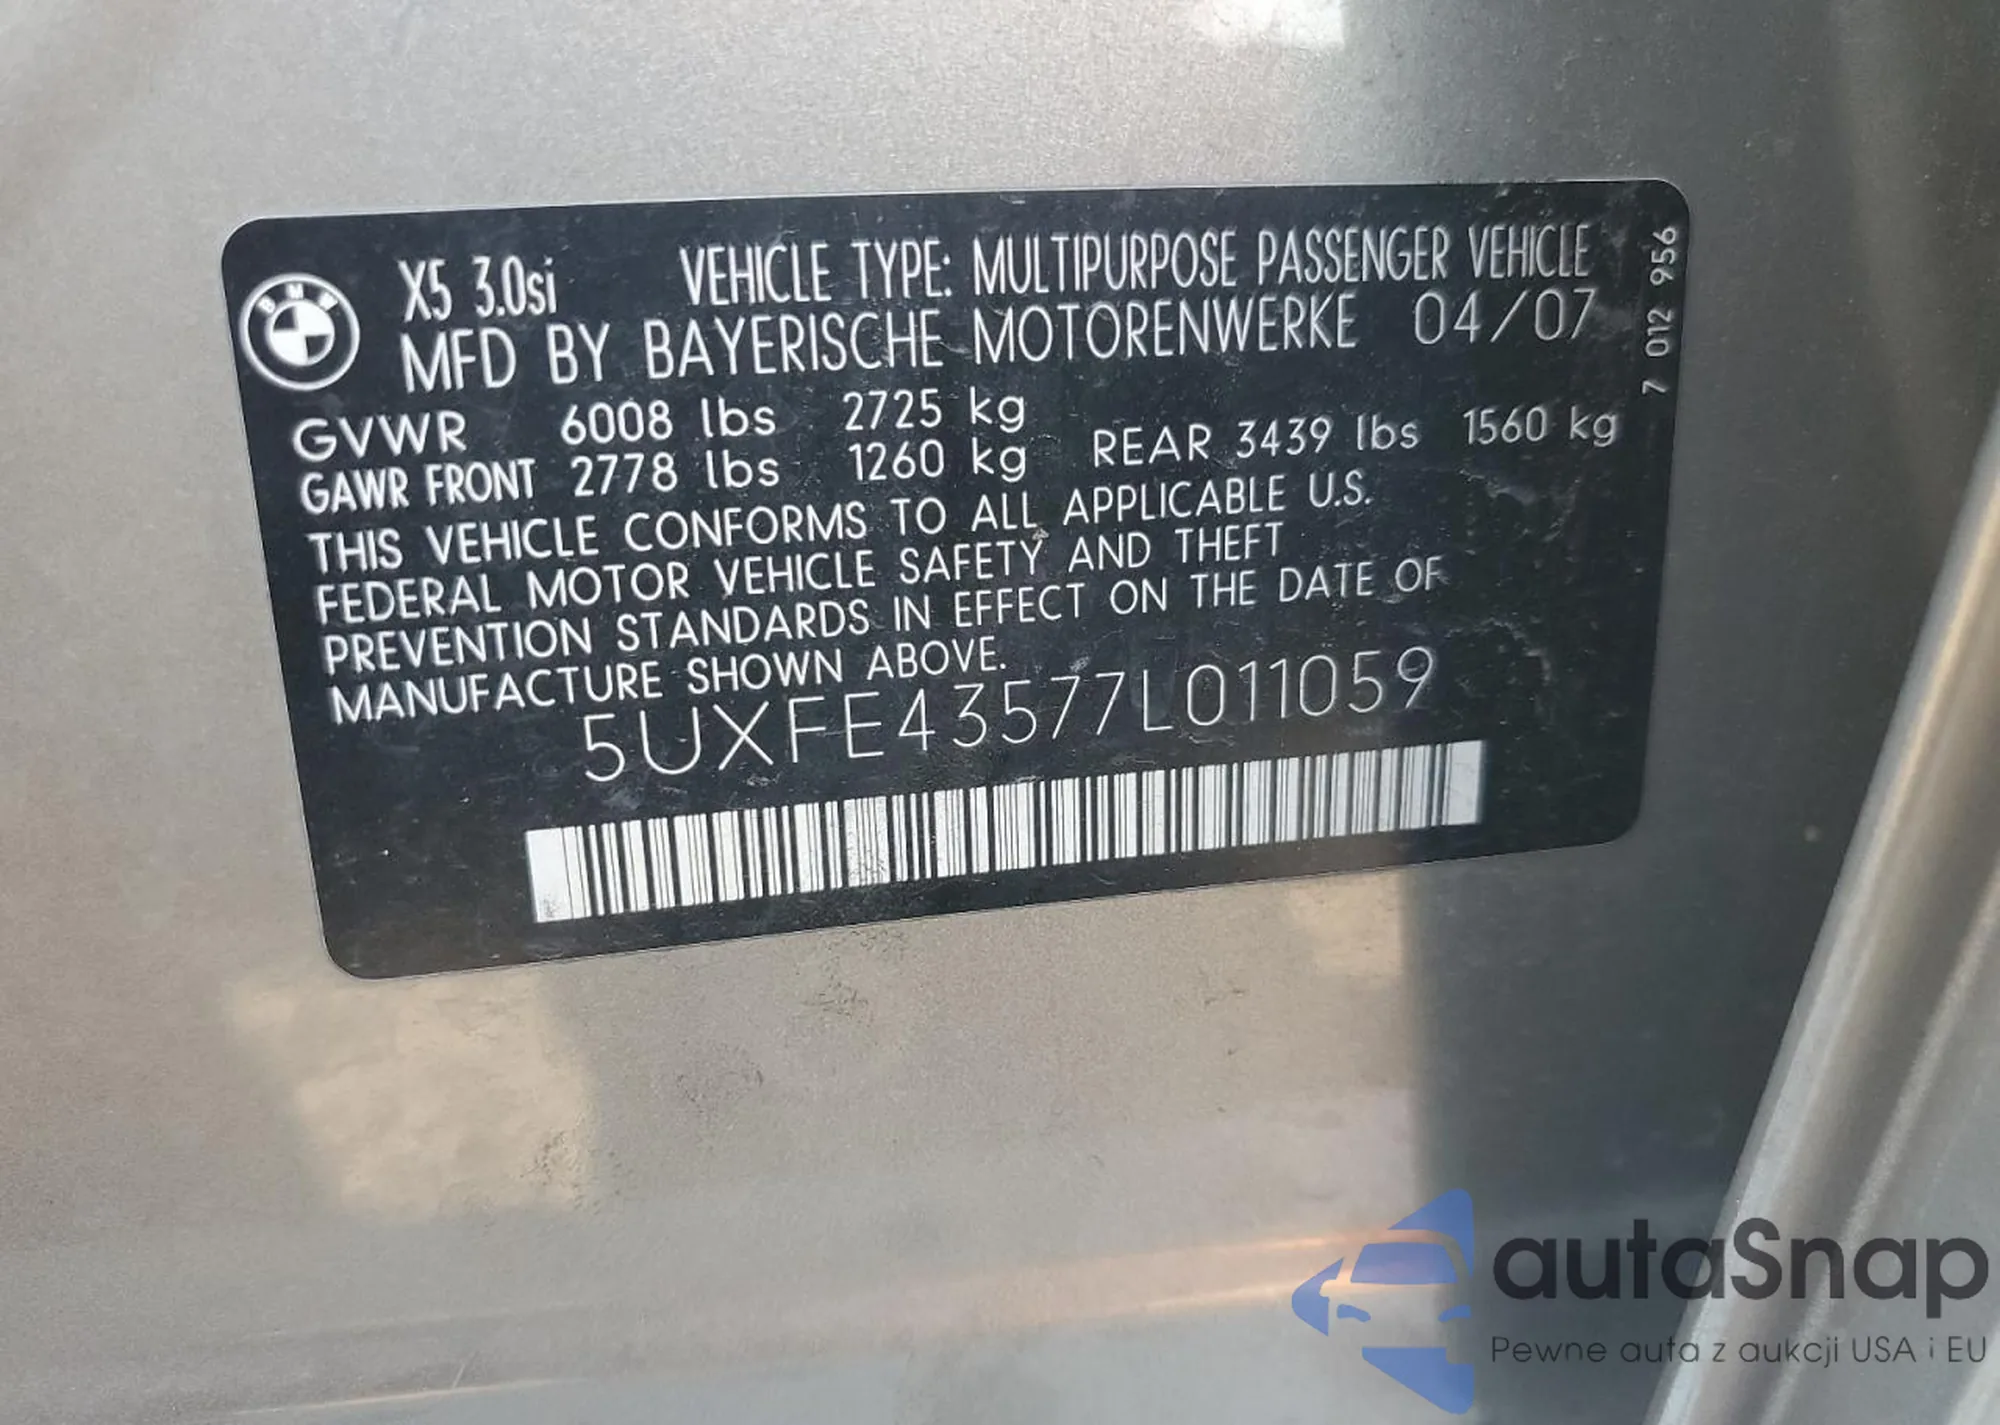 BMW
X5 3.0si VEHICLE TYPE: MULTIPURPOSE PASSENGER VEHICLE
MFD BY BAYERISCHE MOTORENWERKE 04/07
GVWR 6008 lbs 2725 kg
GAWR FRONT 2778 lbs 1260 kg REAR 3439 lbs 1560 kg
THIS VEHICLE CONFORMS TO ALL APPLICABLE U.S.
FEDERAL MOTOR VEHICLE SAFETY AND THEFT
PREVENTION STANDARDS IN EFFECT ON THE DATE OF
MANUFACTURE SHOWN ABOVE.
5UXFE43577L011059
7 012 956
autaSnap
Pewne auta z aukcji USA i EU